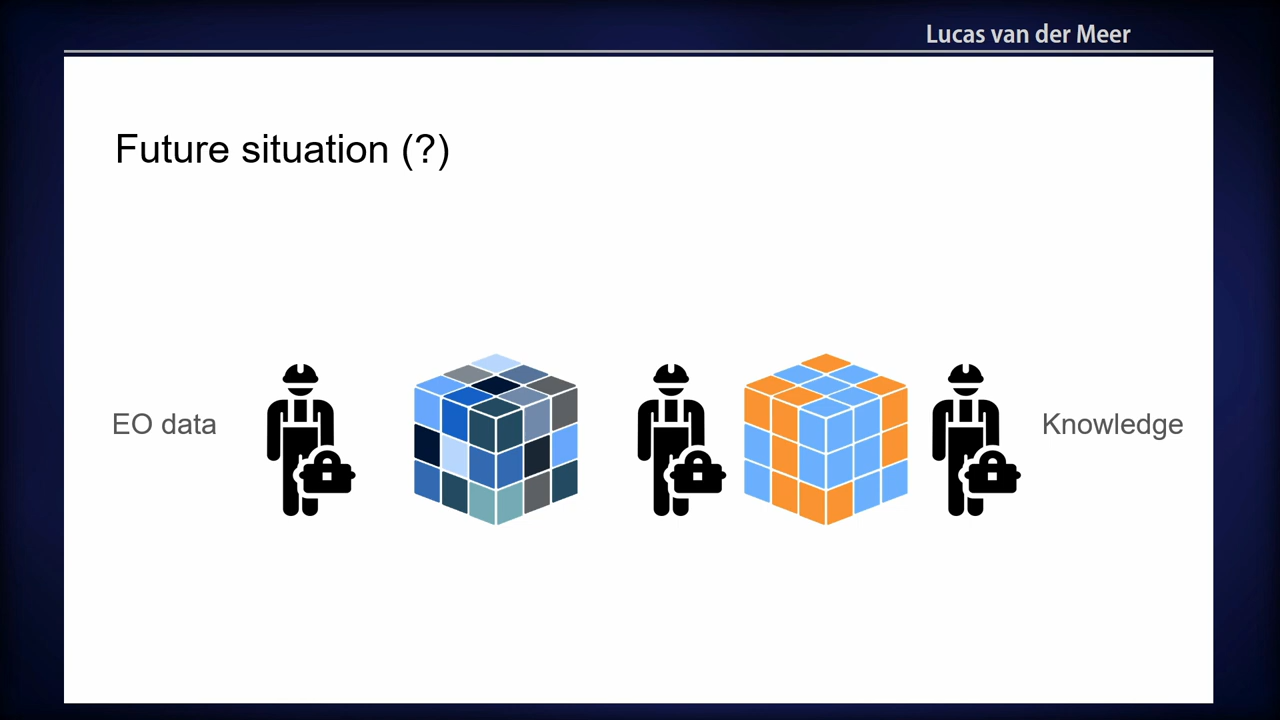 Lucas van der Meer
Future situation (?)
EO data
Knowledge